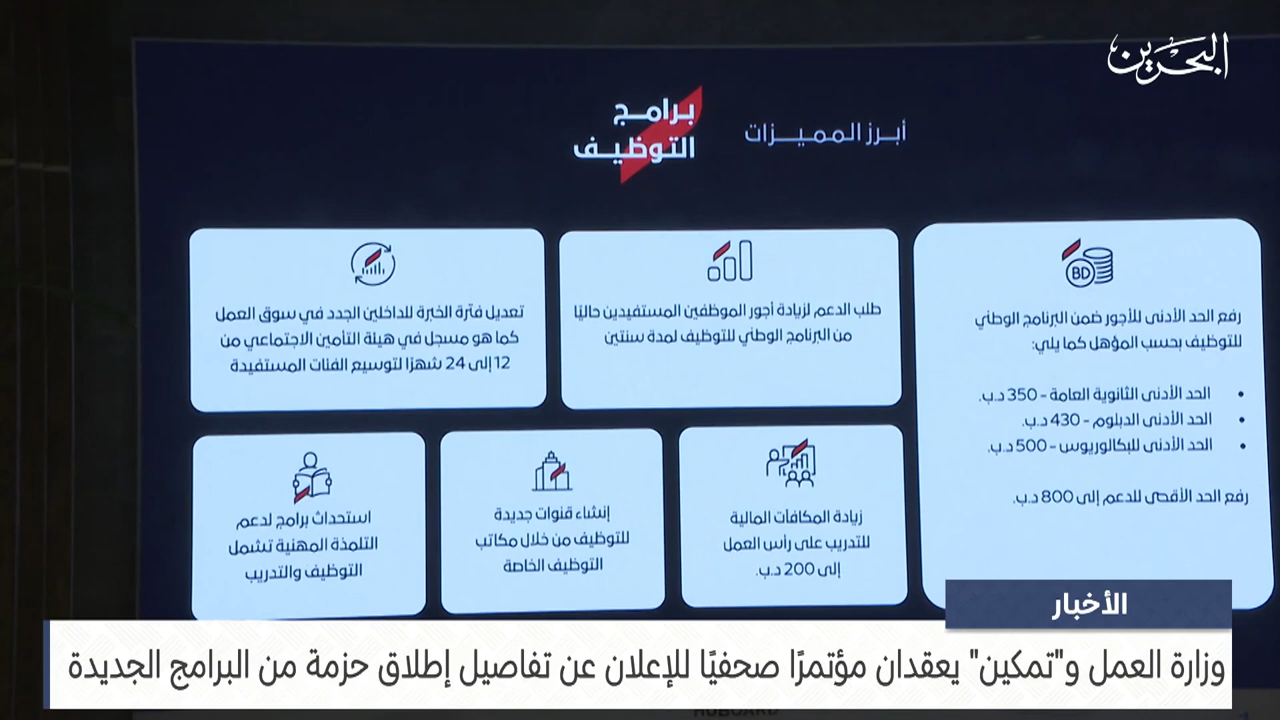 البحرين
أبرز المميزات
برامج
التوظيف
BD
رفع الحد الأدنى للأجور ضمن البرنامج الوطني
للتوظيف بحسب المؤهل كما يلي:
• الحد الأدنى الثانوية العامة - 350 د.ب.
• الحد الأدنى الدبلوم - 430 د.ب.
• الحد الأدنى للبكالوريوس - 500 د.ب.
رفع الحد الأقصى للدعم إلى 800 د.ب.
طلب الدعم لزيادة أجور الموظفين المستفيدين حاليًا
من البرنامج الوطني للتوظيف لمدة سنتين
تعديل فترة الخبرة للداخلين الجدد في سوق العمل
كما هو مسجل في هيئة التأمين الاجتماعي من
12 إلى 24 شهرًا لتوسيع الفئات المستفيدة
زيادة المكافآت المالية
للتدريب على رأس العمل
إلى 200 د.ب.
إنشاء قنوات جديدة
للتوظيف من خلال مكاتب
التوظيف الخاصة
استحداث برامج لدعم
التلمذة المهنية تشمل
التوظيف والتدريب
الأخبار
وزارة العمل و"تمكين" يعقدان مؤتمرًا صحفيًا للإعلان عن تفاصيل إطلاق حزمة من البرامج الجديدة